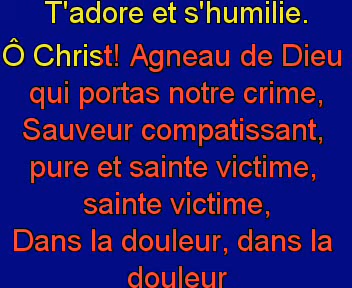 T'adore et s'humilie.
Ô Christ! Agneau de Dieu
qui portas notre crime,
Sauveur compatissant,
pure et sainte victime,
sainte victime,
Dans la douleur, dans la
douleur